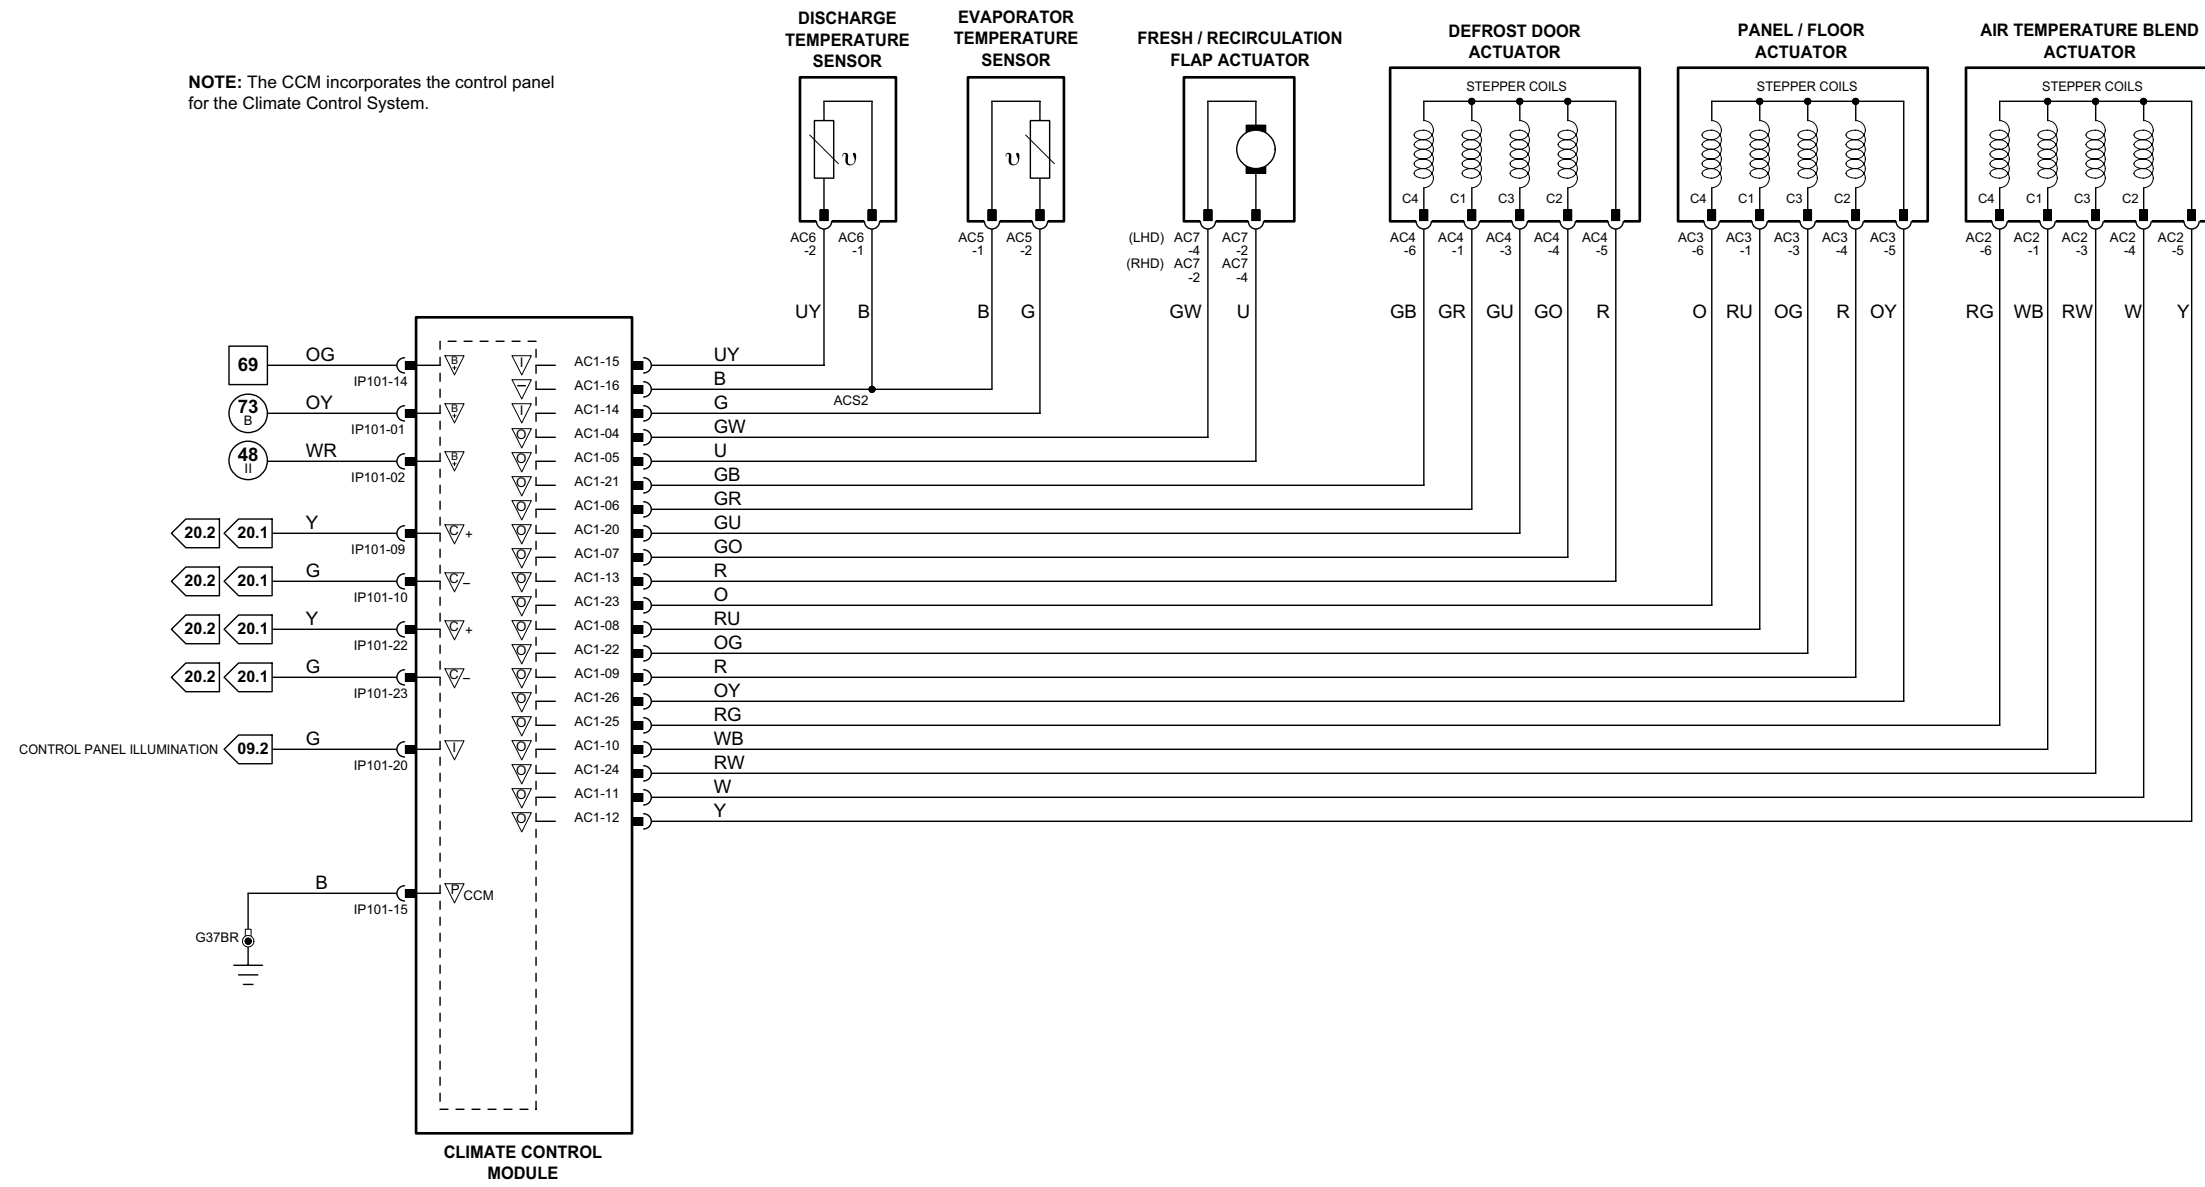 DISCHARGE
TEMPERATURE
SENSOR
EVAPORATOR
TEMPERATURE
SENSOR
FRESH / RECIRCULATION
FLAP ACTUATOR
DEFROST DOOR
ACTUATOR
PANEL / FLOOR
ACTUATOR
AIR TEMPERATURE BLEND
ACTUATOR
NOTE: The CCM incorporates the control panel
for the Climate Control System.
STEPPER COILS
STEPPER COILS
STEPPER COILS
υ
υ
C4 C1 C3 C2
C4 C1 C3 C2
C4 C1 C3 C2
AC6 AC6
-2 -1
AC5 AC5
-1 -2
(LHD) AC7 AC7
-4 -2
(RHD) AC7 AC7
-2 -4
AC4 AC4 AC4 AC4 AC4
-6 -1 -3 -4 -5
AC3 AC3 AC3 AC3 AC3
-6 -1 -3 -4 -5
AC2 AC2 AC2 AC2 AC2
-6 -1 -3 -4 -5
UY B B G GW U GB GR GU GO R O RU OG R OY RG WB RW W Y
69 OG IP101-14 B+
73 B OY IP101-01 B+
48 II WR IP101-02 B+
20.2 20.1 Y IP101-09 C +
20.2 20.1 G IP101-10 C –
20.2 20.1 Y IP101-22 C +
20.2 20.1 G IP101-23 C –
CONTROL PANEL ILLUMINATION 09.2 G IP101-20 I
B IP101-15 P CCM
G37BR
I AC1-15 UY
– AC1-16 B
ACS2
I AC1-14 G
O AC1-04 GW
O AC1-05 U
O AC1-21 GB
O AC1-06 GR
O AC1-20 GU
O AC1-07 GO
O AC1-13 R
O AC1-23 O
O AC1-08 RU
O AC1-22 OG
O AC1-09 R
O AC1-26 OY
O AC1-25 RG
O AC1-10 WB
O AC1-24 RW
O AC1-11 W
O AC1-12 Y
CLIMATE CONTROL
MODULE